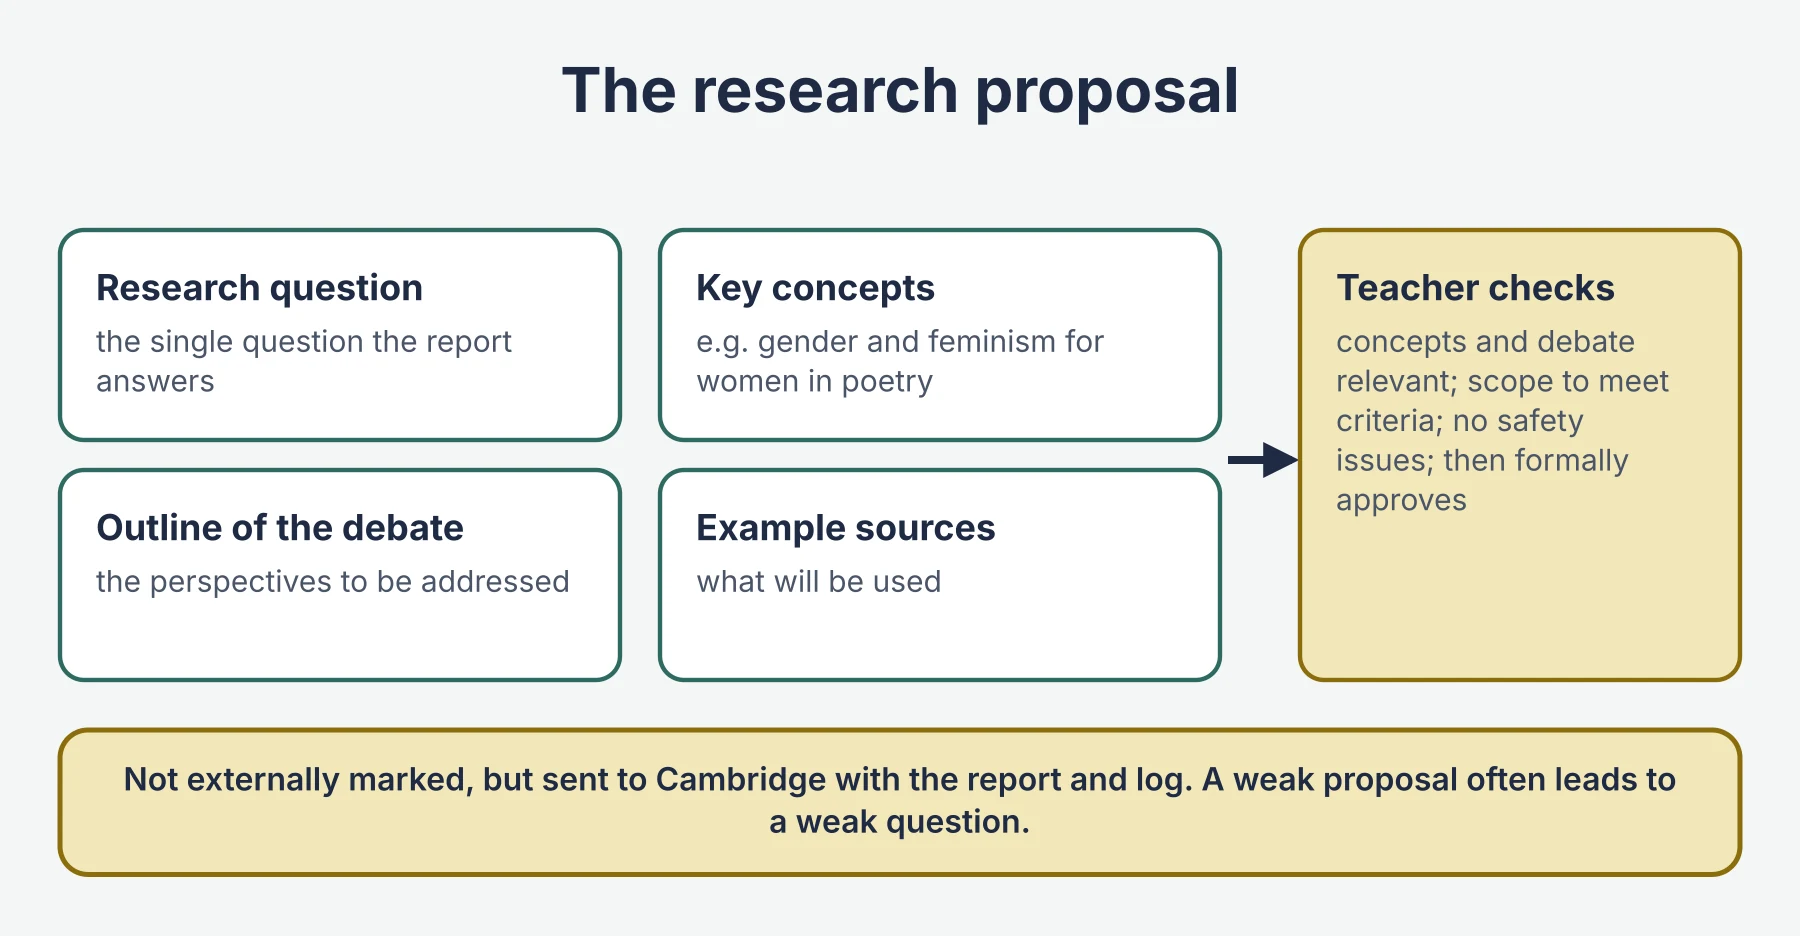 The research proposal
Research question
the single question the report
answers
Key concepts
e.g. gender and feminism for
women in poetry
Outline of the debate
the perspectives to be addressed
Example sources
what will be used
Teacher checks
concepts and debate
relevant; scope to meet
criteria; no safety
issues; then formally
approves
Not externally marked, but sent to Cambridge with the report and log. A weak proposal often leads to
a weak question.